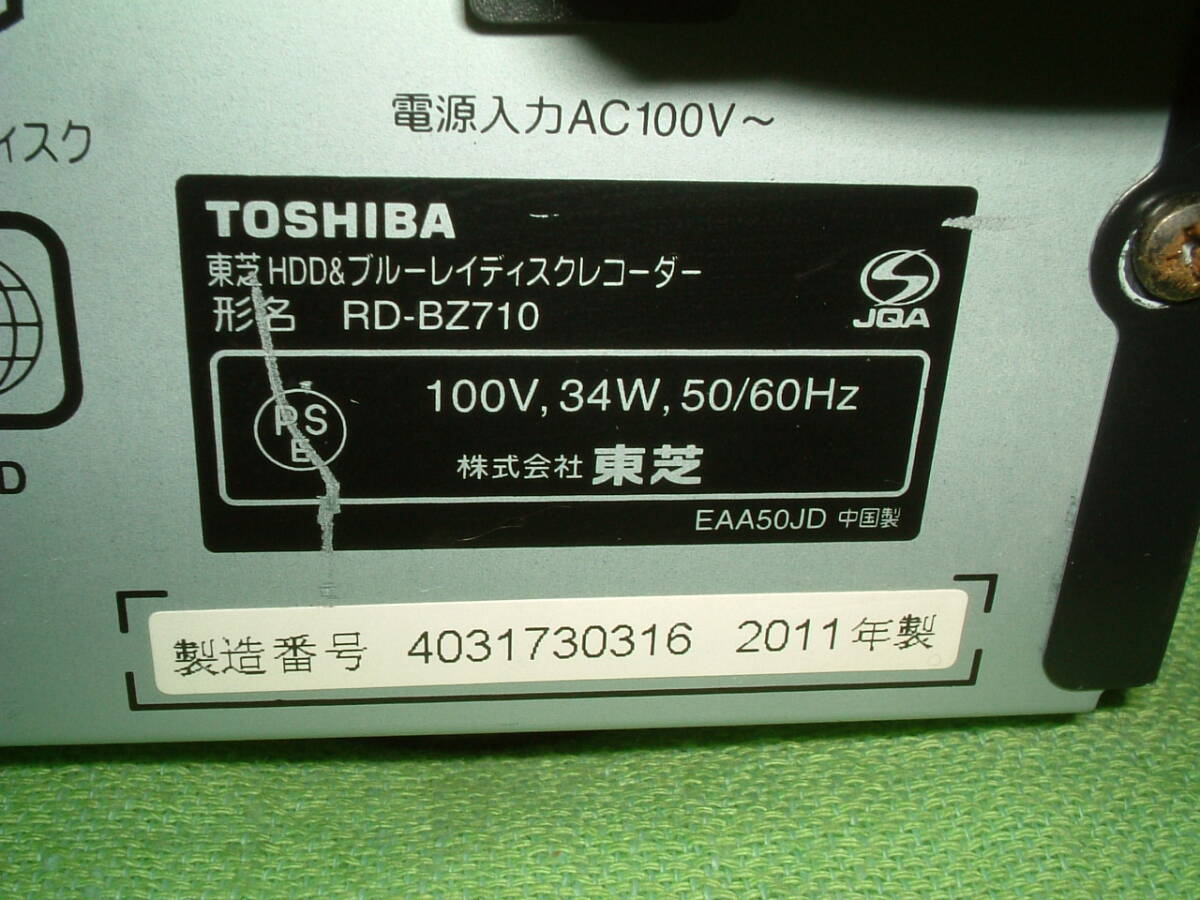 電源入力AC100V～
ィスク
TOSHIBA
東芝HDD&ブルーレイディスクレコーダー
形名 RD-BZ710
JQA
PS
E
100V, 34W, 50/60Hz
株式会社 東芝
D
EAA50JD 中国製
製造番号 4031730316 2011年製